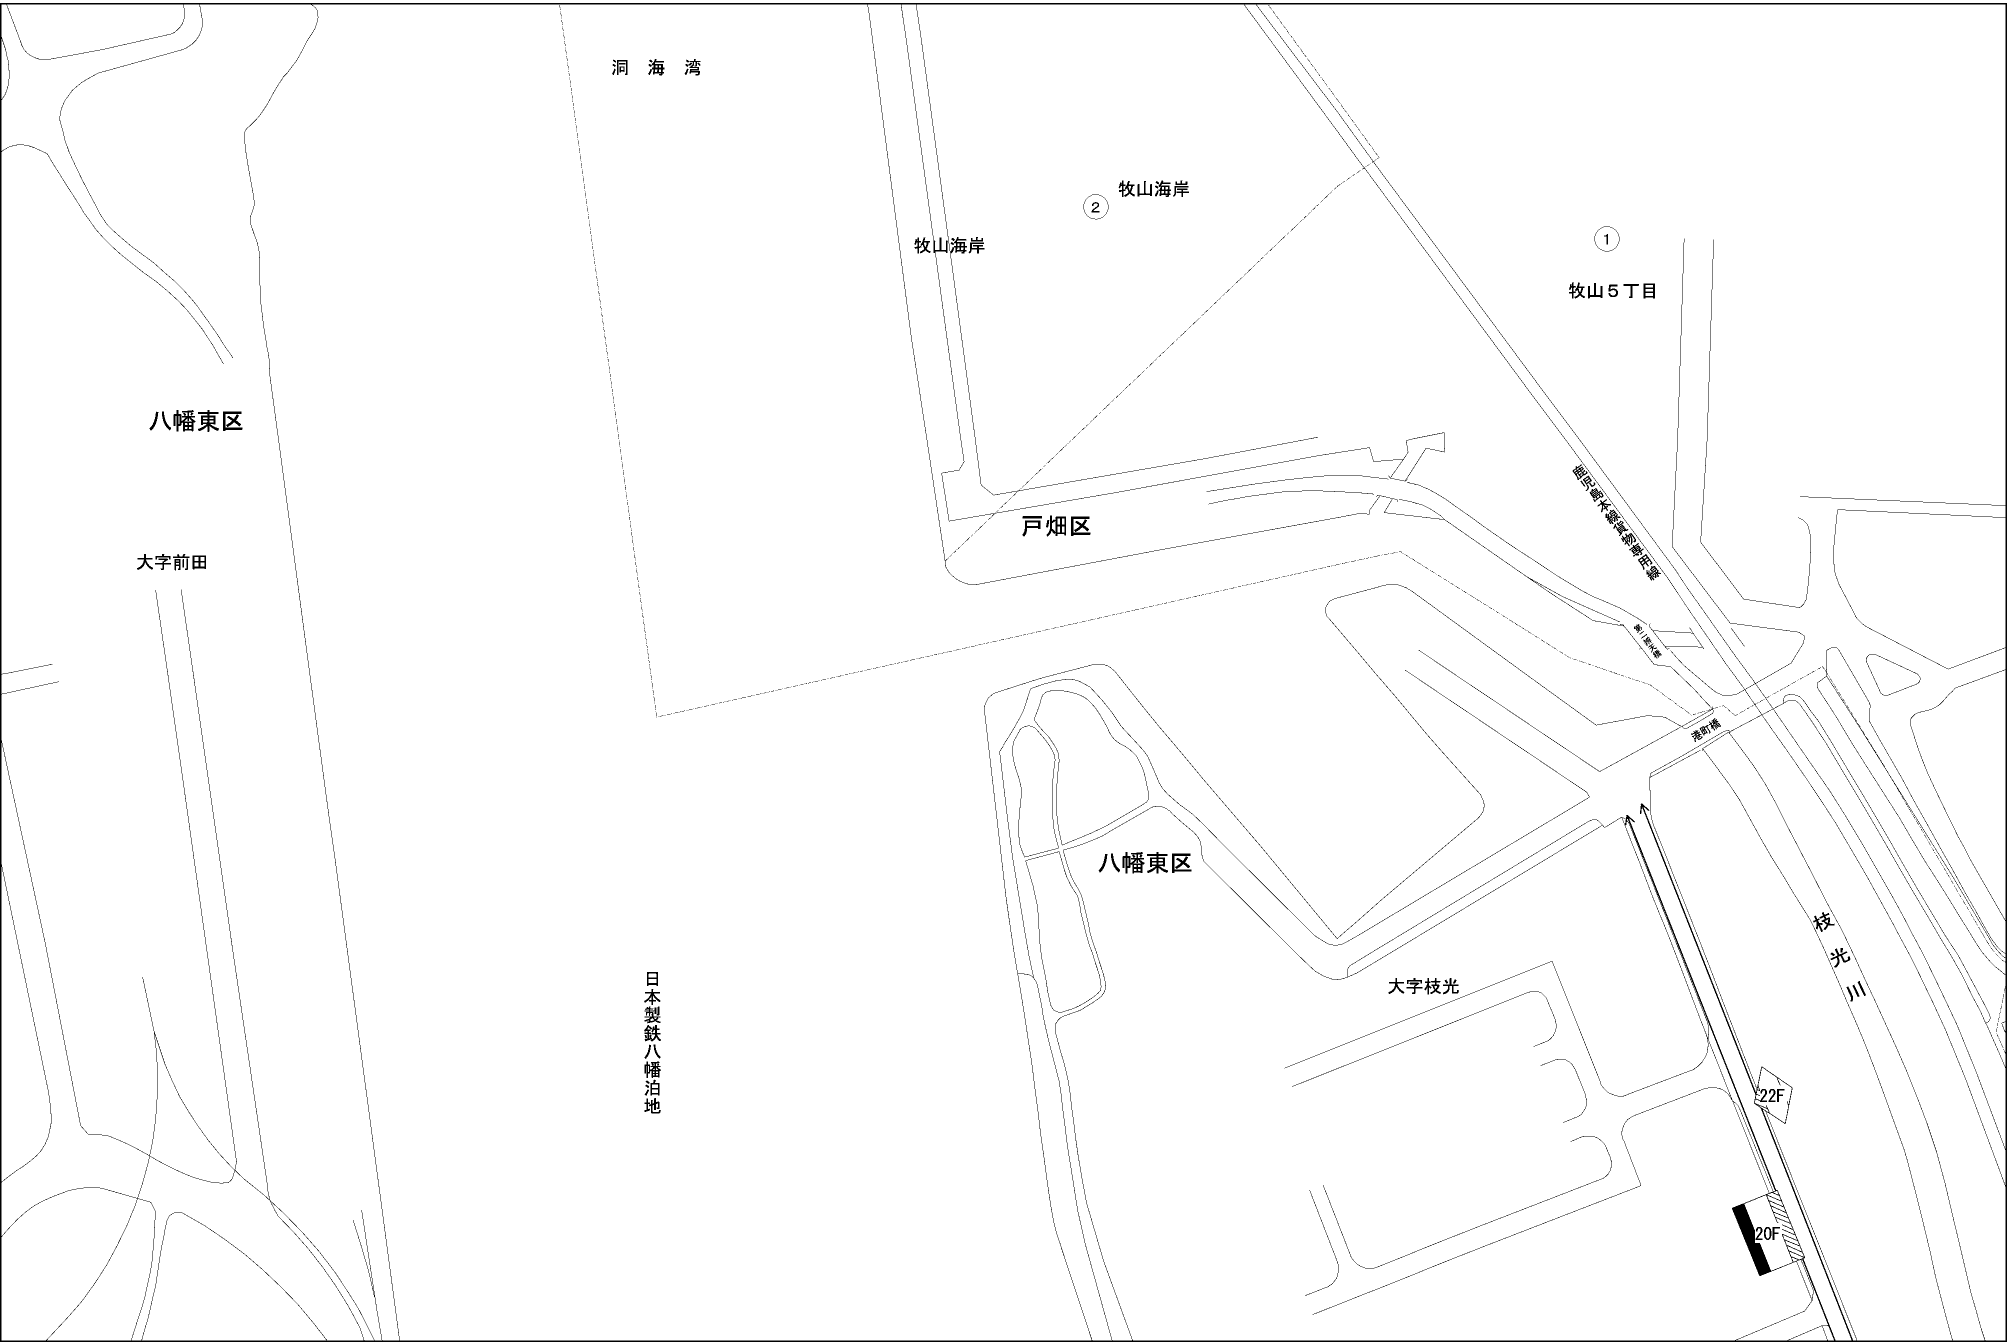 洞海湾
牧山海岸
2
牧山海岸
1
牧山５丁目
八幡東区
鹿児島本線貨物専用線
戸畑区
大字前田
港町橋
八幡東区
枝光川
日本製鉄八幡泊地
大字枝光
22F
20F